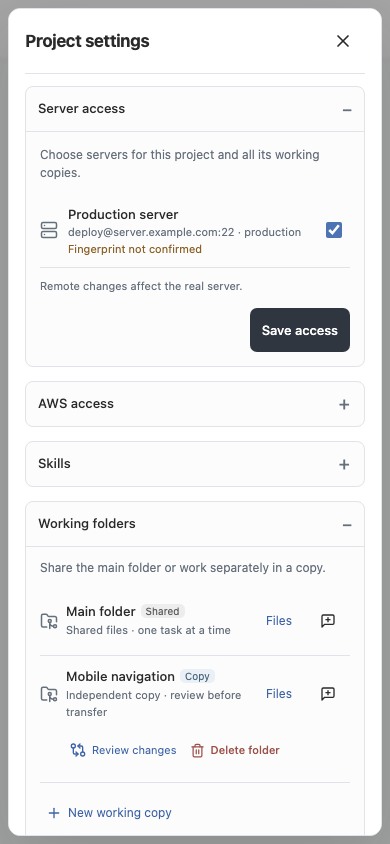 Project settings
Server access
Choose servers for this project and all its working
copies.
Production server
deploy@server.example.com:22 · production
Fingerprint not confirmed
Remote changes affect the real server.
Save access
AWS access
Skills
Working folders
Share the main folder or work separately in a copy.
Main folder Shared
Files
Shared files · one task at a time
Mobile navigation Copy
Files
Independent copy · review before
transfer
Review changes Delete folder
New working copy